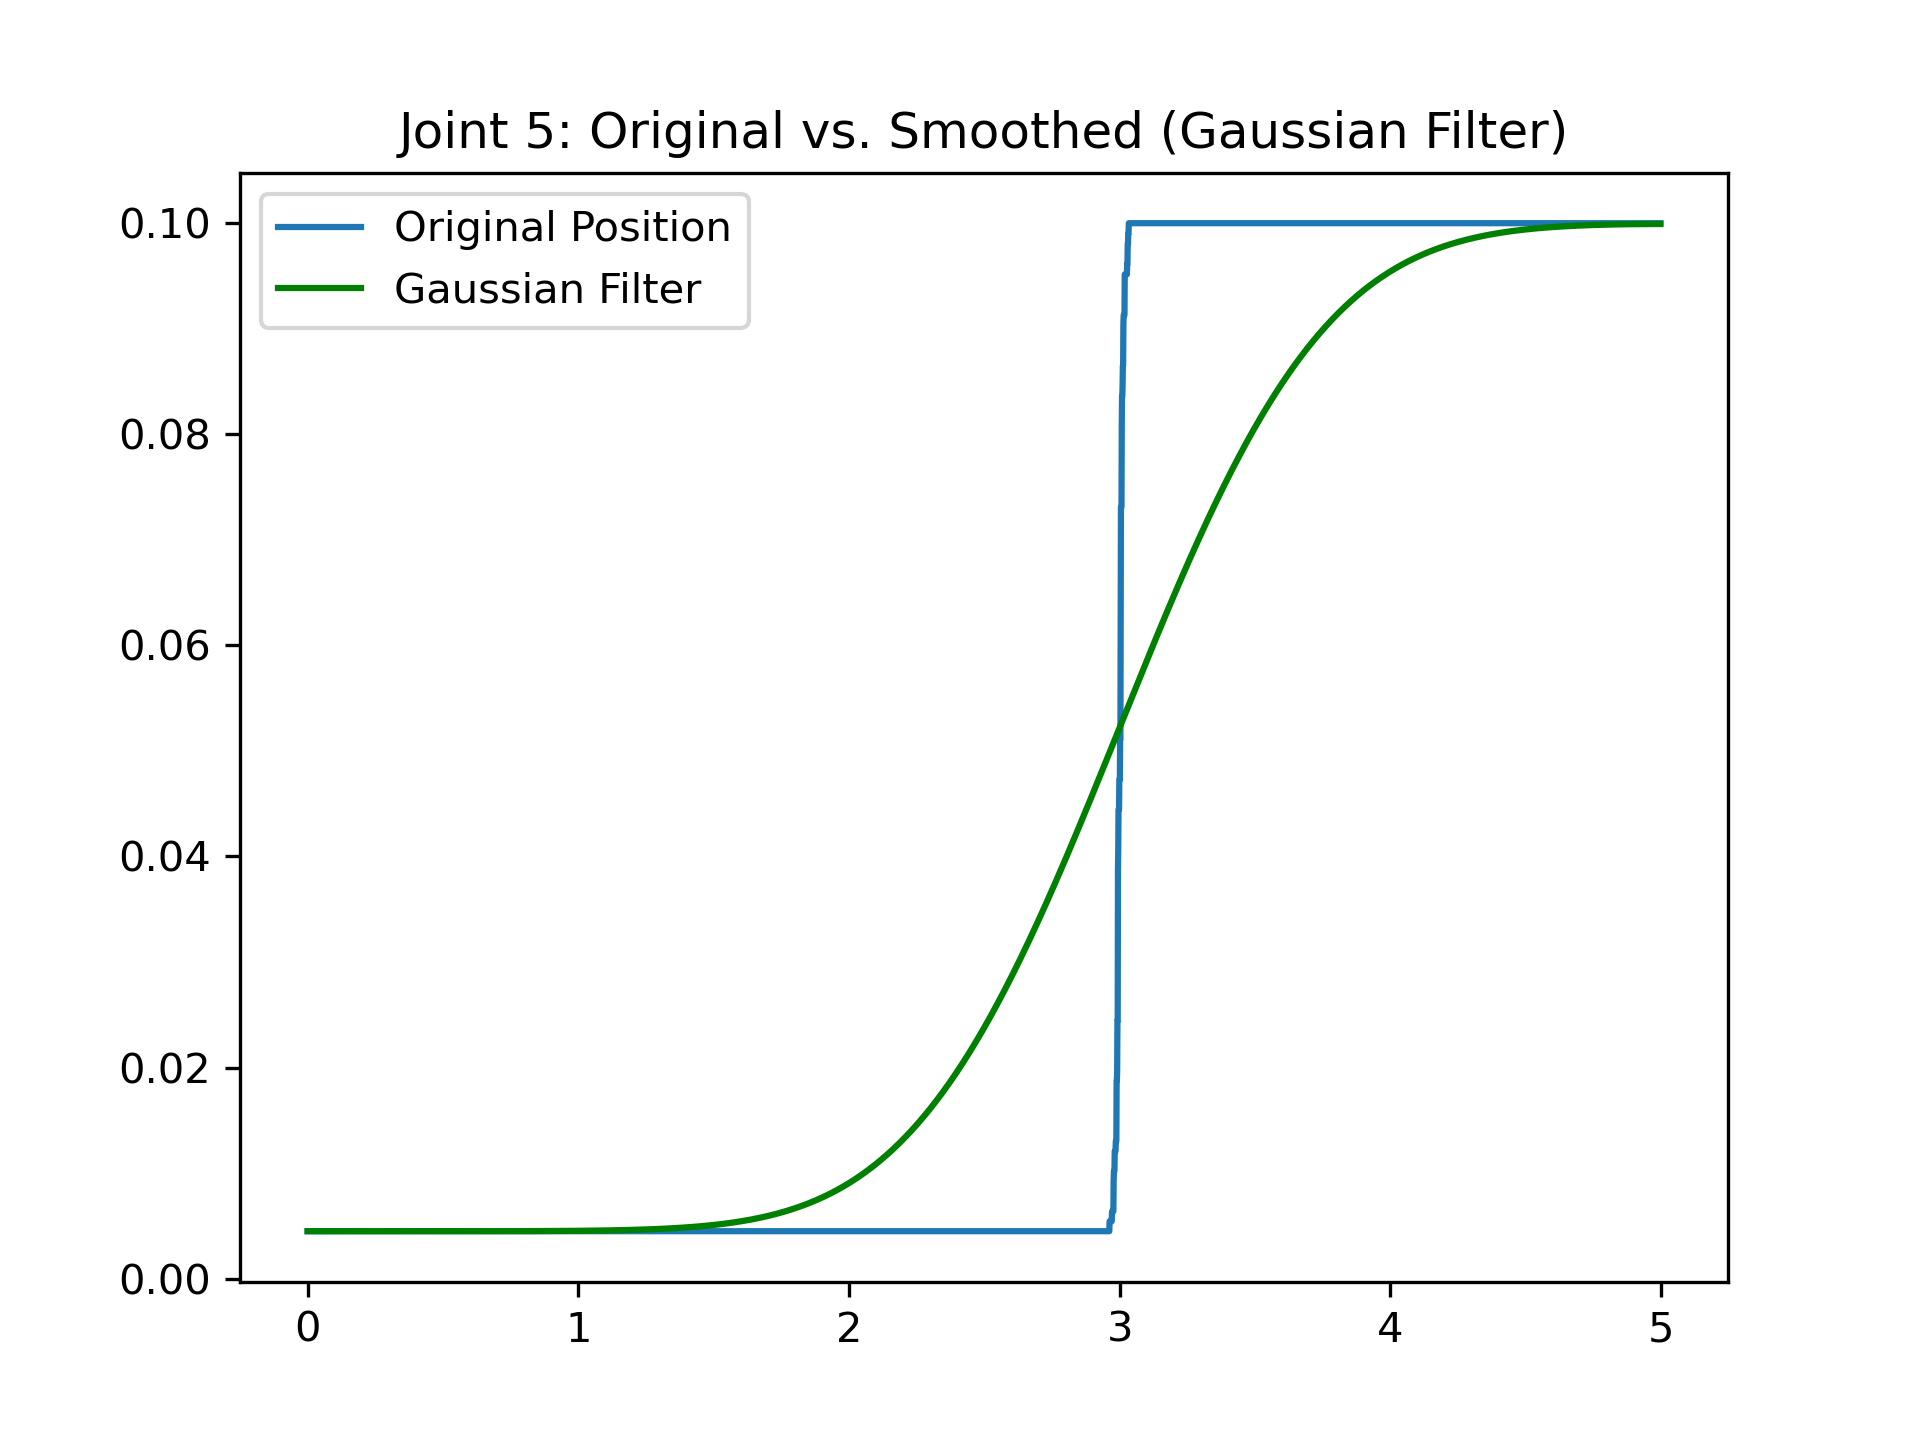 Joint 5: Original vs. Smoothed (Gaussian Filter)
Original Position
Gaussian Filter
0.10
0.08
0.06
0.04
0.02
0.00
0 1 2 3 4 5